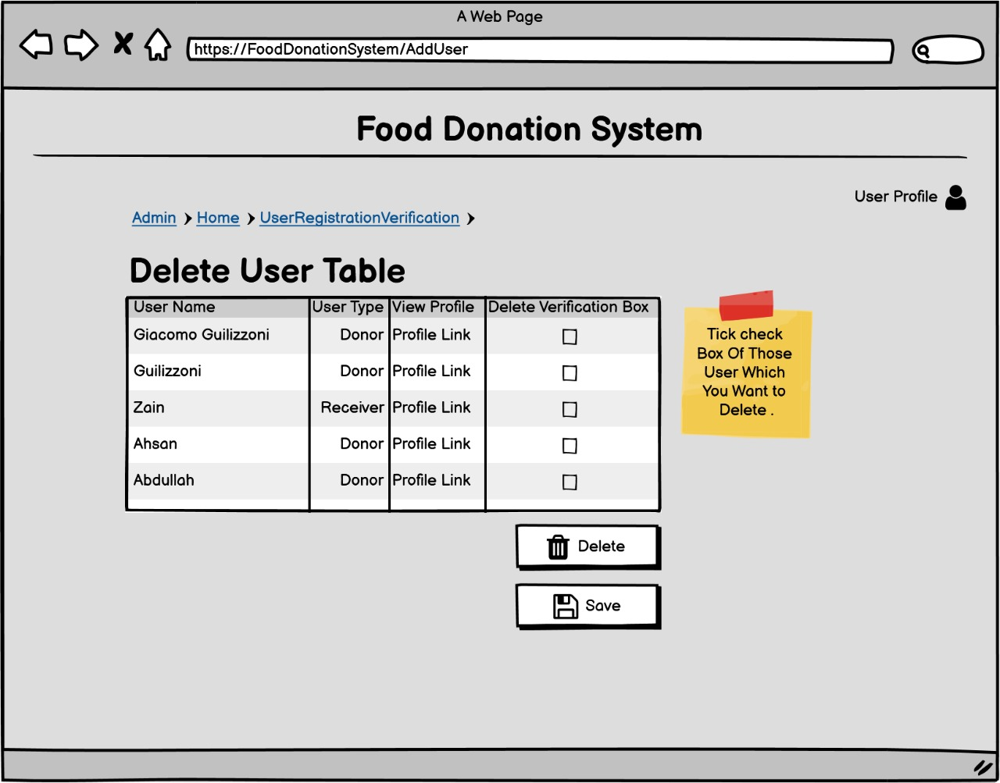 A Web Page
https://FoodDonationSystem/AddUser
Food Donation System
User Profile
Admin Home UserRegistrationVerification
Delete User Table
User Name User Type View Profile Delete Verification Box
Giacomo Guilizzoni Donor Profile Link
Guilizzoni Donor Profile Link
Zain Receiver Profile Link
Ahsan Donor Profile Link
Abdullah Donor Profile Link
Tick check
Box Of Those
User Which
You Want to
Delete .
Delete
Save